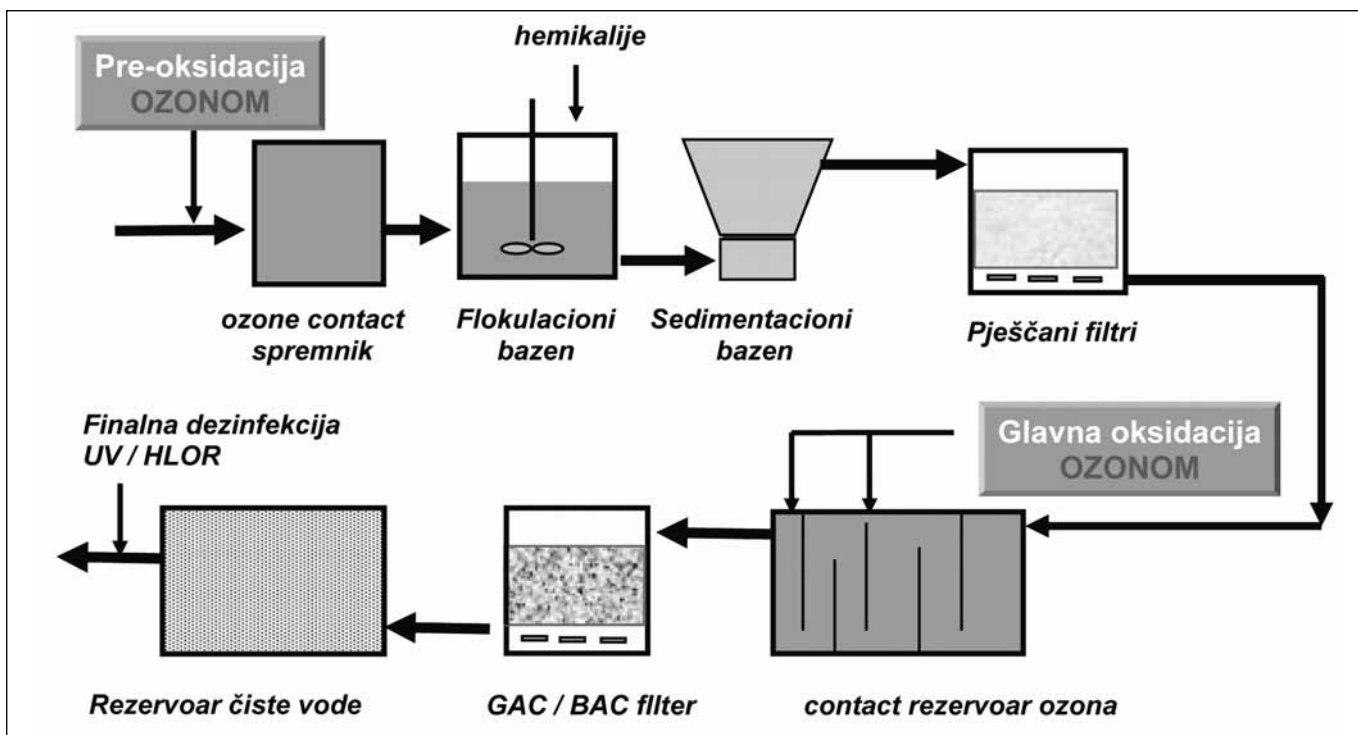 hemikalije
Pre-oksidacija
OZONOM
ozone contact
spremnik
Flokulacioni
bazen
Sedimentacioni
bazen
Pješčani filtri
Finalna dezinfekcija
UV / HLOR
Glavna oksidacija
OZONOM
Rezervoar čiste vode
GAC / BAC fIlter
contact rezervoar ozona